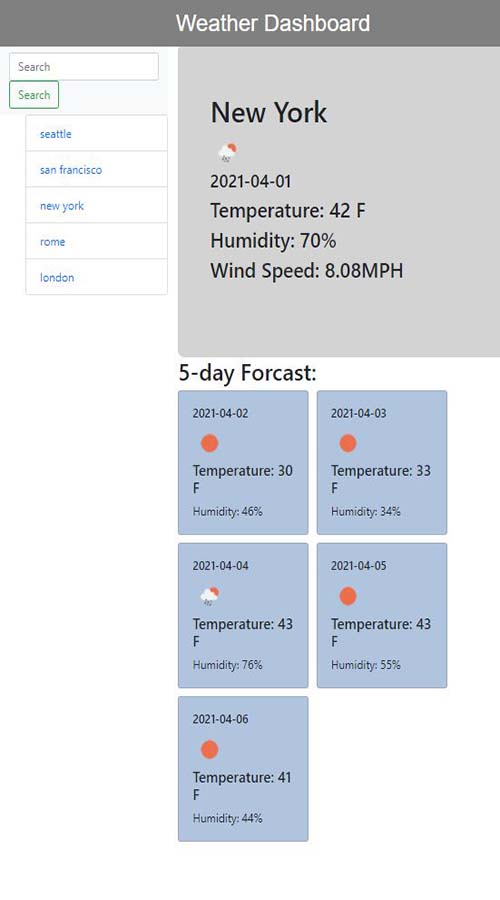 Weather Dashboard
Search
Search
seattle
san francisco
new york
rome
london
New York
2021-04-01
Temperature: 42 F
Humidity: 70%
Wind Speed: 8.08MPH
5-day Forcast:
2021-04-02
Temperature: 30
F
Humidity: 46%
2021-04-03
Temperature: 33
F
Humidity: 34%
2021-04-04
Temperature: 43
F
Humidity: 76%
2021-04-05
Temperature: 43
F
Humidity: 55%
2021-04-06
Temperature: 41
F
Humidity: 44%